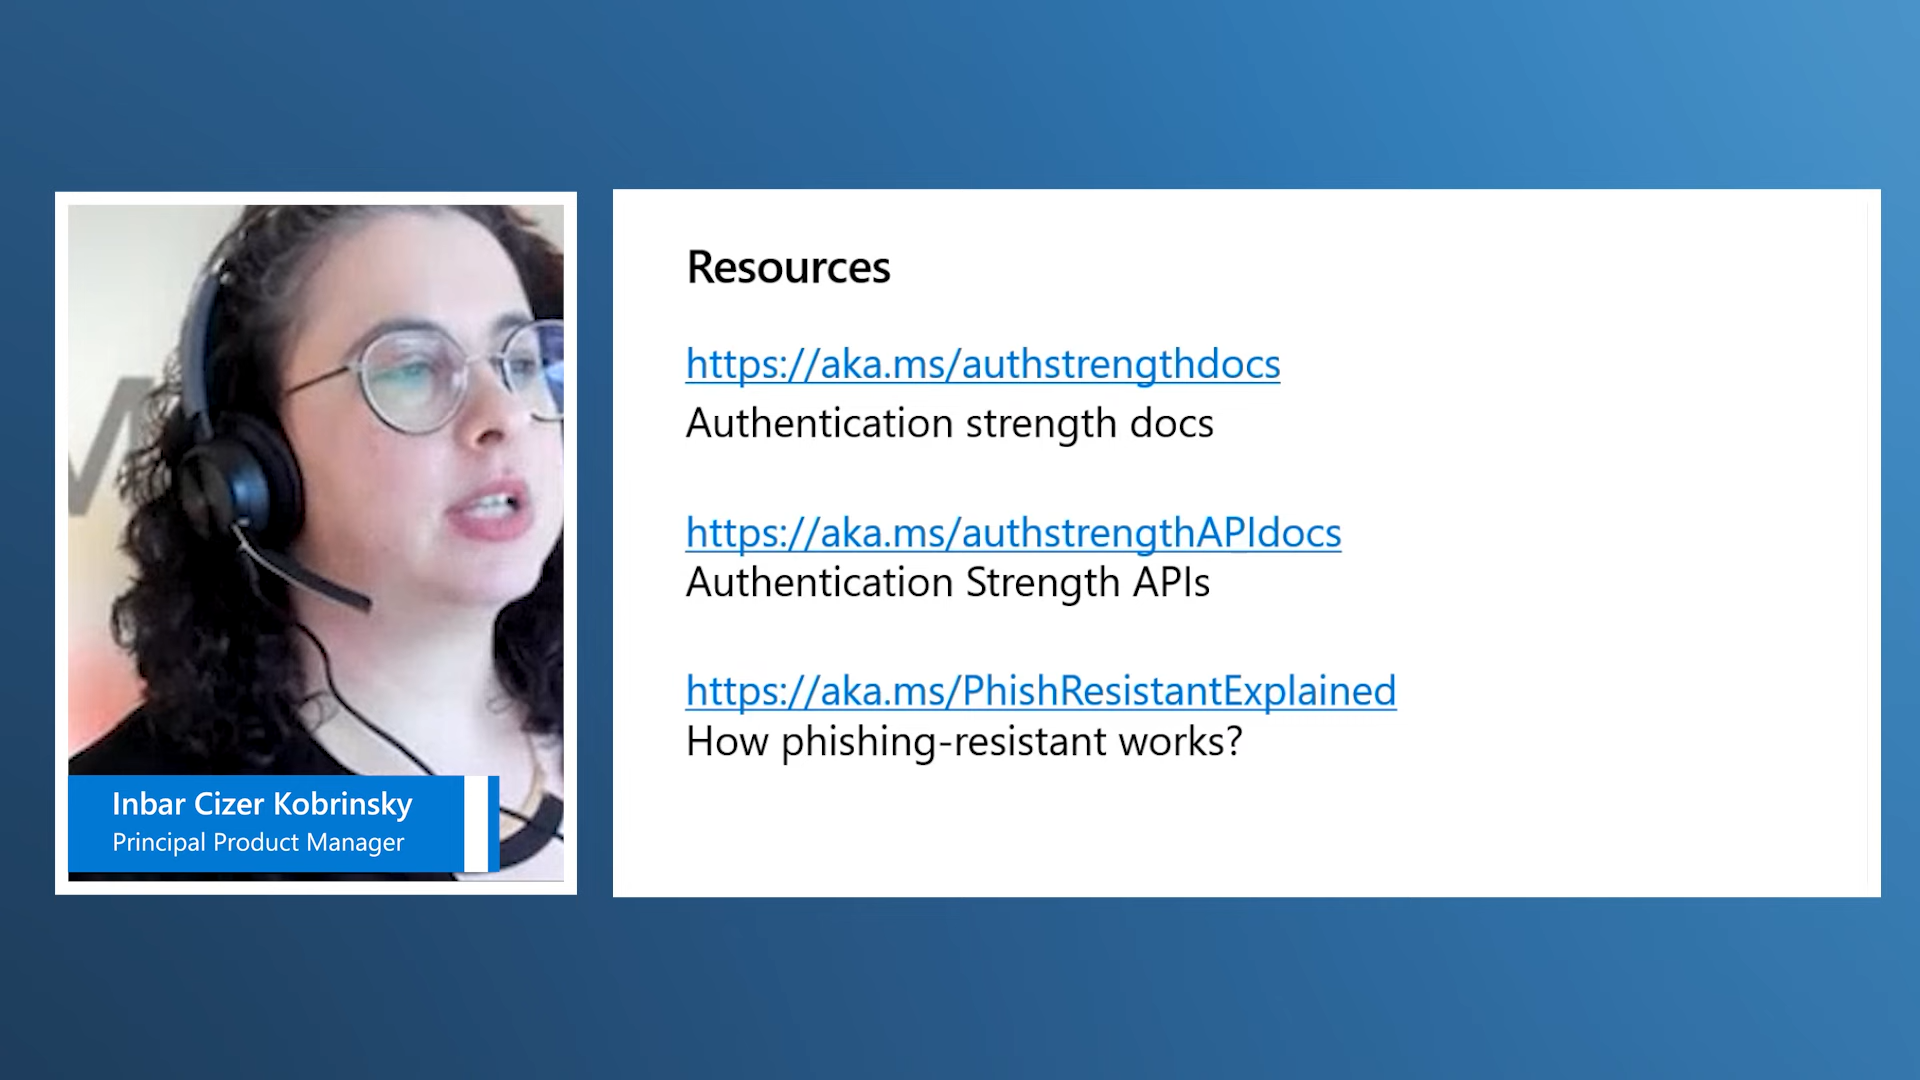 Resources
https://aka.ms/authstrengthdocs
Authentication strength docs
https://aka.ms/authstrengthAPIdocs
Authentication Strength APIs
https://aka.ms/PhishResistantExplained
How phishing-resistant works?
Inbar Cizer Kobrinsky
Principal Product Manager